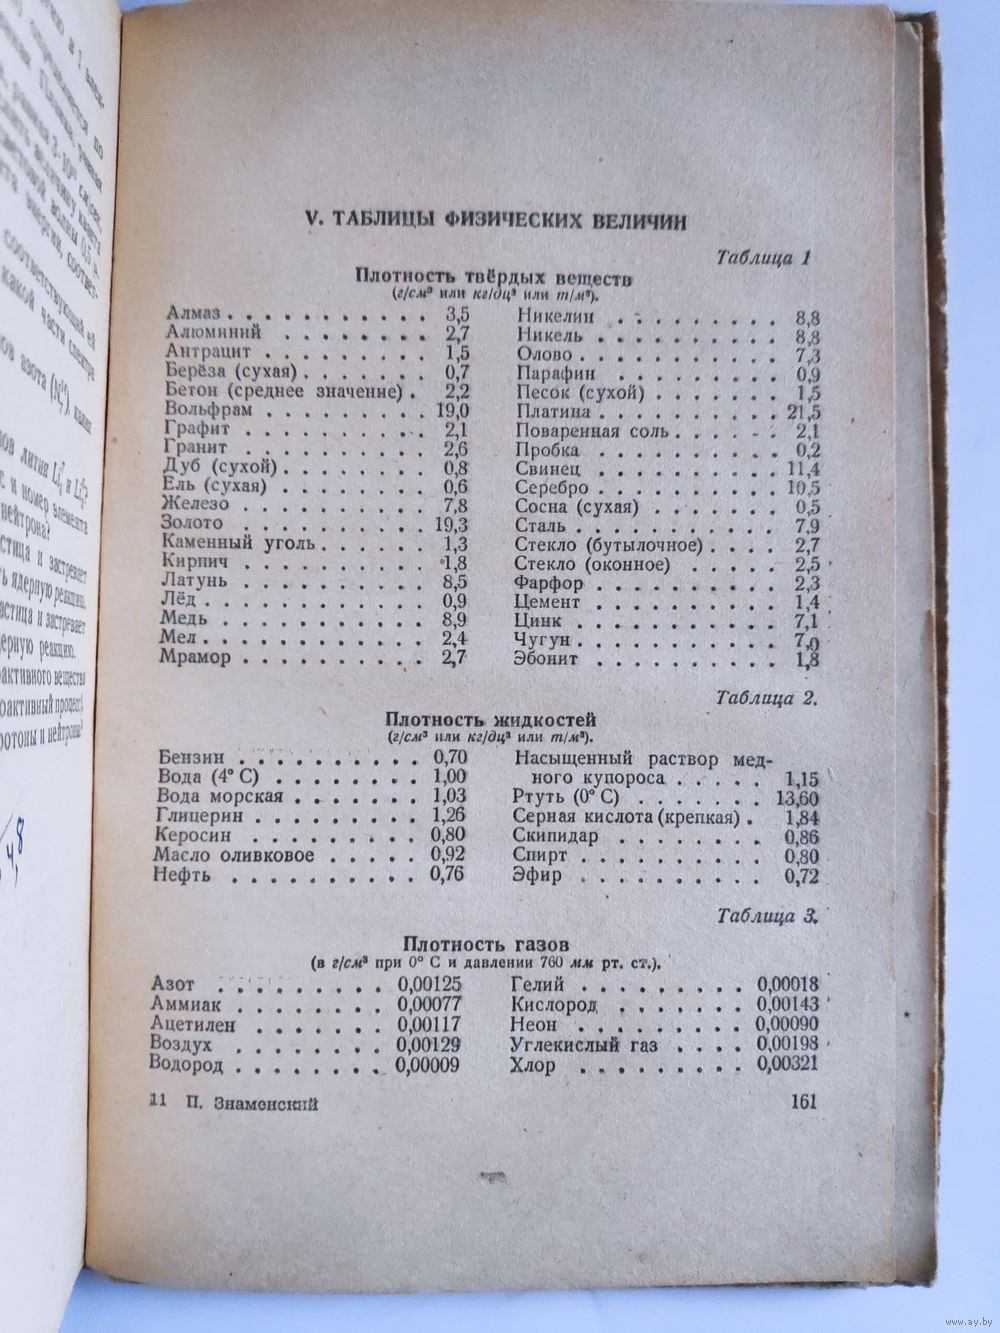 V. ТАБЛИЦЫ ФИЗИЧЕСКИХ ВЕЛИЧИН
Таблица 1
Плотность твёрдых веществ
(г/см³ или кг/дц³ или т/м³).
Алмаз . . . . . . . . . . . 3,5
Алюминий . . . . . . . . 2,7
Антрацит . . . . . . . . . 1,5
Берёза (сухая) . . . . . . . 0,7
Бетон (среднее значение) . 2,2
Вольфрам . . . . . . . . . 19,0
Графит . . . . . . . . . . 2,1
Гранит . . . . . . . . . . 2,6
Дуб (сухой) . . . . . . . . 0,8
Ель (сухая) . . . . . . . . 0,6
Железо . . . . . . . . . . 7,8
Золото . . . . . . . . . . 19,3
Каменный уголь . . . . . . 1,3
Кирпич . . . . . . . . . . 1,8
Латунь . . . . . . . . . . 8,5
Лёд . . . . . . . . . . . . 0,9
Медь . . . . . . . . . . . 8,9
Мел . . . . . . . . . . . . 2,4
Мрамор . . . . . . . . . . 2,7
Никелин . . . . . . . . . 8,8
Никель . . . . . . . . . . 8,8
Олово . . . . . . . . . . . 7,3
Парафин . . . . . . . . . 0,9
Песок (сухой) . . . . . . . 1,5
Платина . . . . . . . . . . 21,5
Поваренная соль . . . . . . 2,1
Пробка . . . . . . . . . . 0,2
Свинец . . . . . . . . . . 11,4
Серебро . . . . . . . . . . 10,5
Сосна (сухая) . . . . . . . 0,5
Сталь . . . . . . . . . . . 7,9
Стекло (бутылочное) . . . . 2,7
Стекло (оконное) . . . . . 2,5
Фарфор . . . . . . . . . . 2,3
Цемент . . . . . . . . . . 1,4
Цинк . . . . . . . . . . . 7,1
Чугун . . . . . . . . . . . 7,0
Эбонит . . . . . . . . . . 1,8
Таблица 2.
Плотность жидкостей
(г/см³ или кг/дц³ или т/м³).
Бензин . . . . . . . . . . 0,70
Вода (4° С) . . . . . . . . 1,00
Вода морская . . . . . . . 1,03
Глицерин . . . . . . . . . 1,26
Керосин . . . . . . . . . 0,80
Масло оливковое . . . . . 0,92
Нефть . . . . . . . . . . 0,76
Насыщенный раствор мед-
ного купороса . . . . . 1,15
Ртуть (0° С) . . . . . . . 13,60
Серная кислота (крепкая) . 1,84
Скипидар . . . . . . . . 0,86
Спирт . . . . . . . . . . 0,80
Эфир . . . . . . . . . . 0,72
Таблица 3.
Плотность газов
(в г/см³ при 0° С и давлении 760 мм рт. ст.).
Азот . . . . . . . . . 0,00125
Аммиак . . . . . . . . 0,00077
Ацетилен . . . . . . . 0,00117
Воздух . . . . . . . . 0,00129
Водород . . . . . . . . 0,00009
Гелий . . . . . . . . . 0,00018
Кислород . . . . . . . 0,00143
Неон . . . . . . . . . 0,00090
Углекислый газ . . . . 0,00198
Хлор . . . . . . . . . 0,00321
11 П. Знаменский
161
www.ay.by